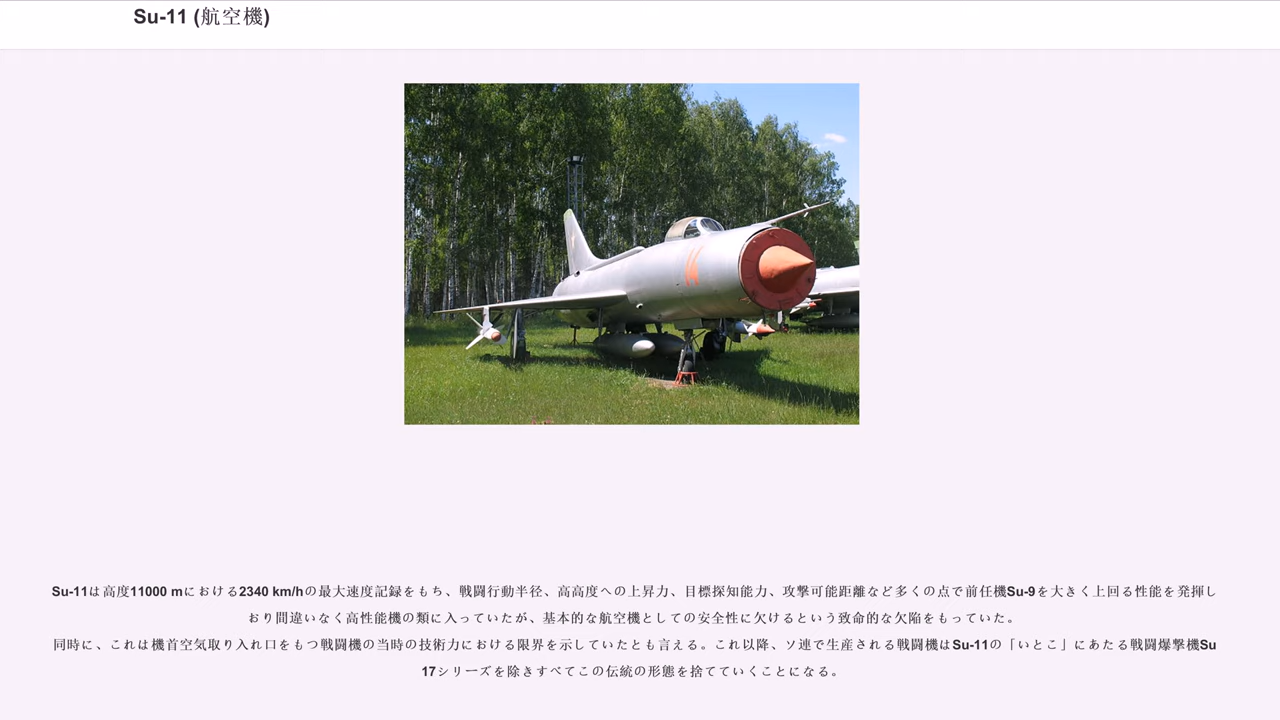 Su-11 (航空機)
Su-11は高度11000 mにおける2340 km/hの最大速度記録をもち、戦闘行動半径、高高度への上昇力、目標探知能力、攻撃可能距離など多くの点で前任機Su-9を大きく上回る性能を発揮し
おり間違いなく高性能機の類に入っていたが、基本的な航空機としての安全性に欠けるという致命的な欠陥をもっていた。
同時に、これは機首空気取り入れ口をもつ戦闘機の当時の技術力における限界を示していたとも言える。これ以降、ソ連で生産される戦闘機はSu-11の「いとこ」にあたる戦闘爆撃機Su
17シリーズを除きすべてこの伝統の形態を捨てていくことになる。